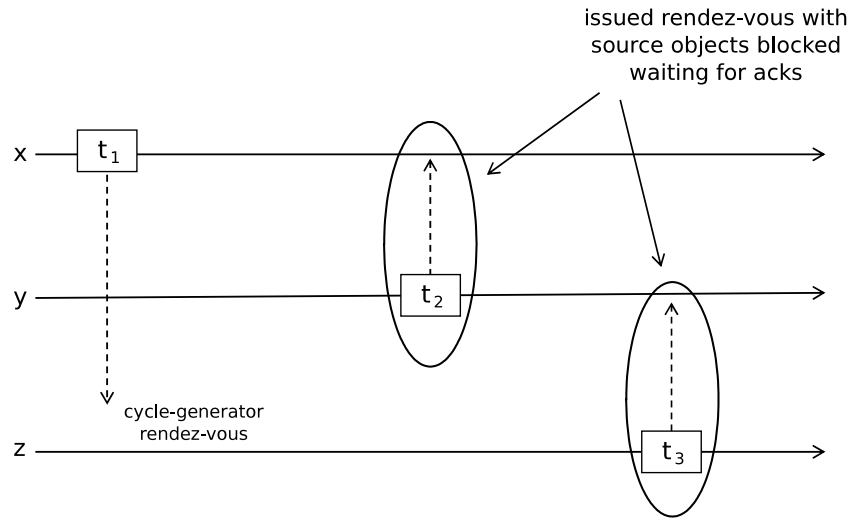 issued rendez-vous with
source objects blocked
waiting for acks
x
t1
y
t2
cycle-generator
rendez-vous
z
t3